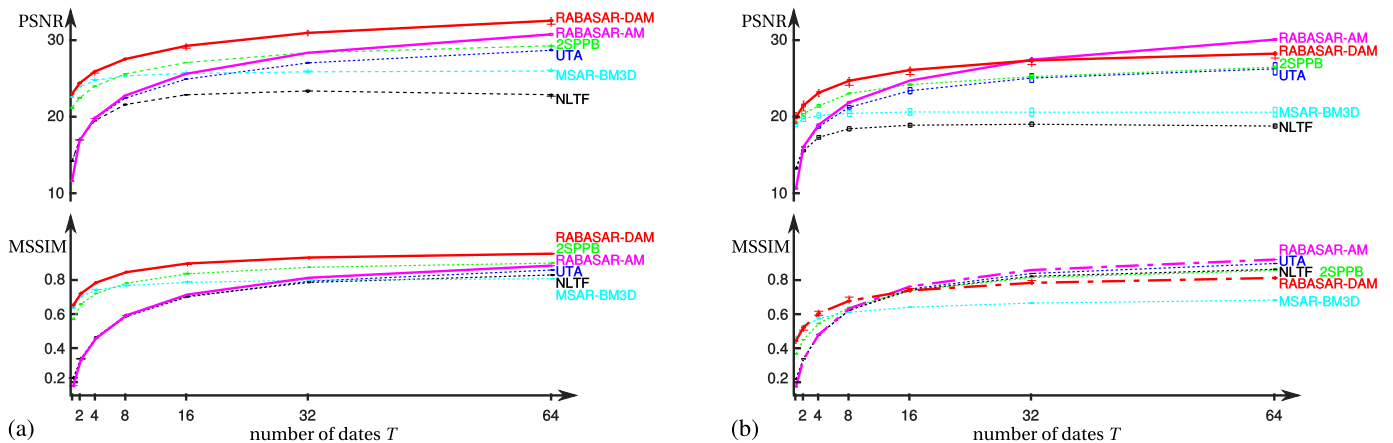 PSNR
30
20
10
RABASAR-DAM
RABASAR-AM
2SPPB
UTA
MSAR-BM3D
NLTF
MSSIM
0.8
0.6
0.4
0.2
RABASAR-DAM
2SPPB
RABASAR-AM
UTA
NLTF
MSAR-BM3D
2 4 8 16 32 64
(a) number of dates T
PSNR
30
20
10
RABASAR-AM
RABASAR-DAM
2SPPB
UTA
MSAR-BM3D
NLTF
MSSIM
0.8
0.6
0.4
0.2
RABASAR-AM
UTA
NLTF 2SPPB
RABASAR-DAM
MSAR-BM3D
2 4 8 16 32 64
(b) number of dates T